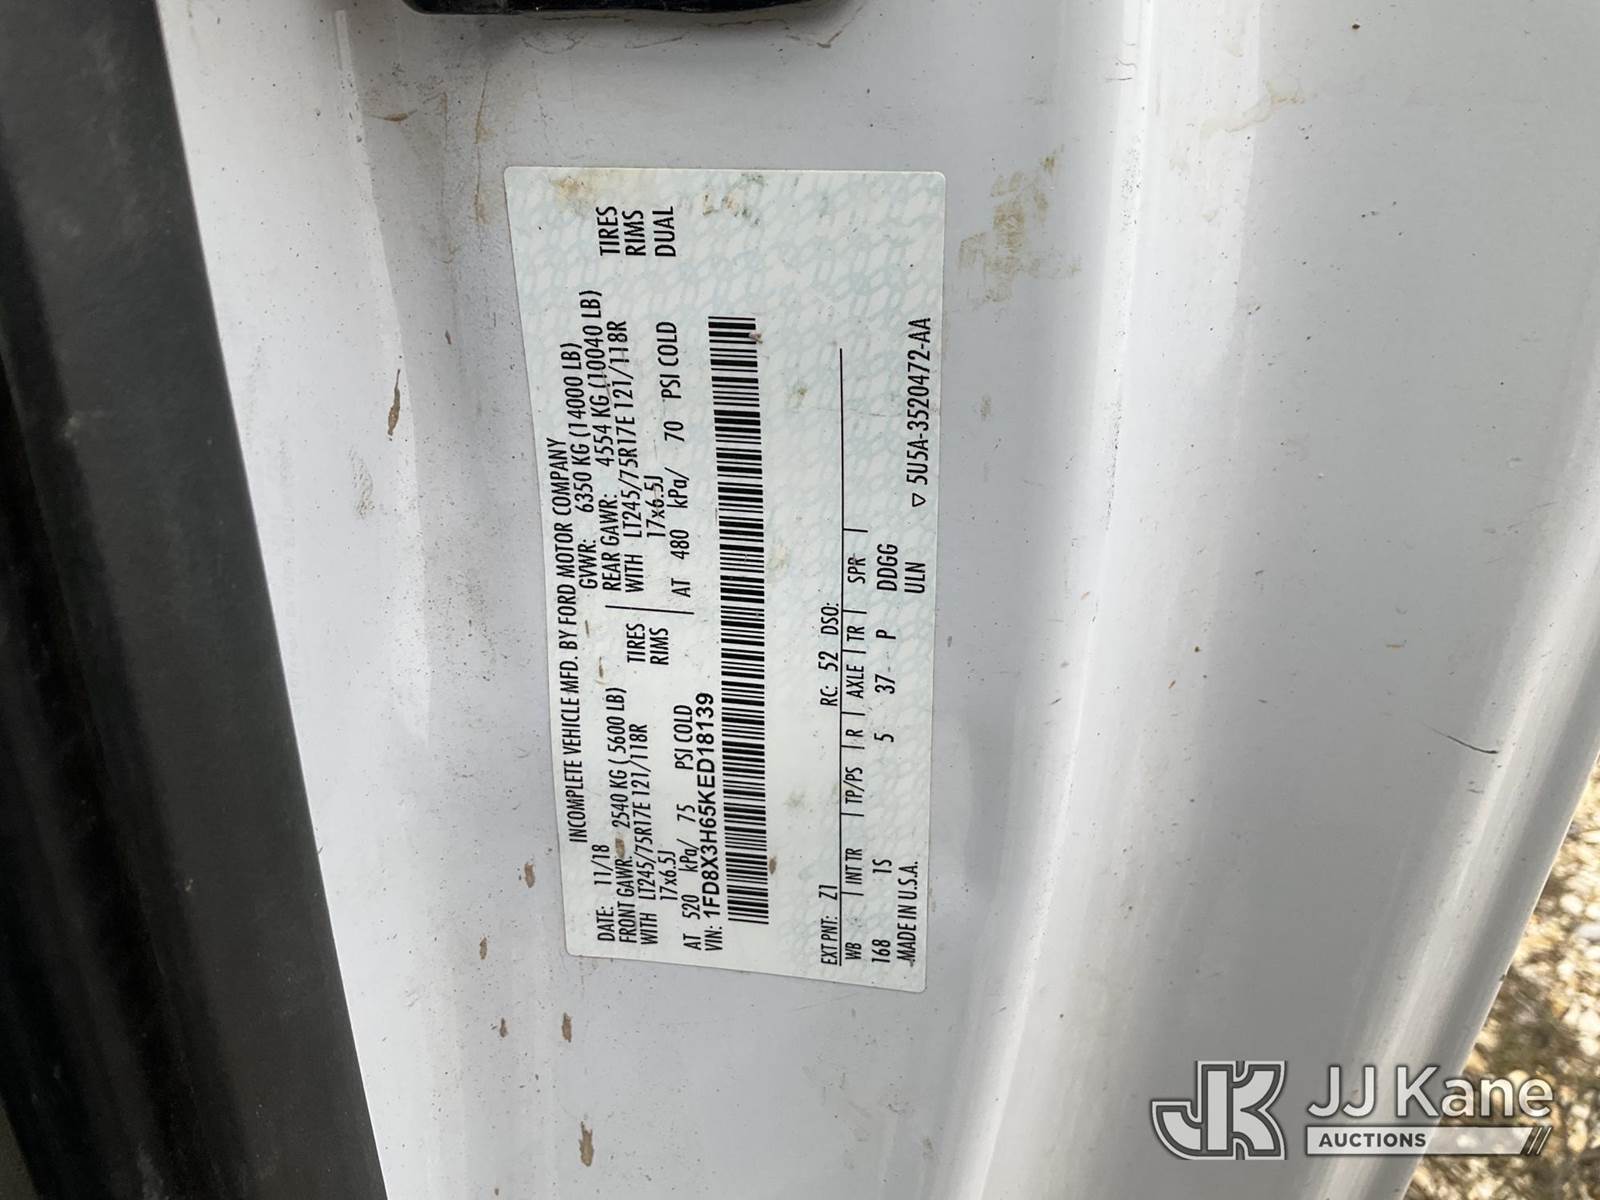 INCOMPLETE VEHICLE MFD. BY FORD MOTOR COMPANY
DATE: 11/18 GVWR: 6350 KG (14000 LB)
FRONT GAWR: 2540 KG (5600 LB) REAR GAWR: 4554 KG (10040 LB)
WITH LT245/75R17E 121/118R TIRES WITH LT245/75R17E 121/118R TIRES
17x6.5J RIMS 17x6.5J RIMS
AT 520 kPa/ 75 PSI COLD AT 480 kPa/ 70 PSI COLD DUAL
VIN: 1FD8X3H65KED18139
EXT PNT: Z1 RC: 52 DSO:
WB INT TR TP/PS R AXLE TR SPR
168 1S 5 37 P DDGG
MADE IN U.S.A. ULN ▽ 5U5A-3520472-AA
JK JJ Kane
AUCTIONS